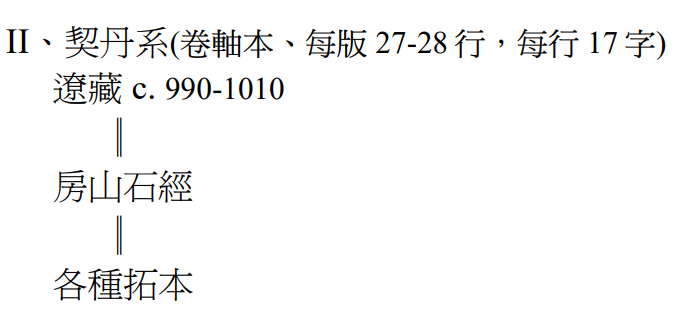 II、契丹系(卷軸本、每版 27-28 行，每行 17 字)
遼藏 c. 990-1010
‖
房山石經
‖
各種拓本